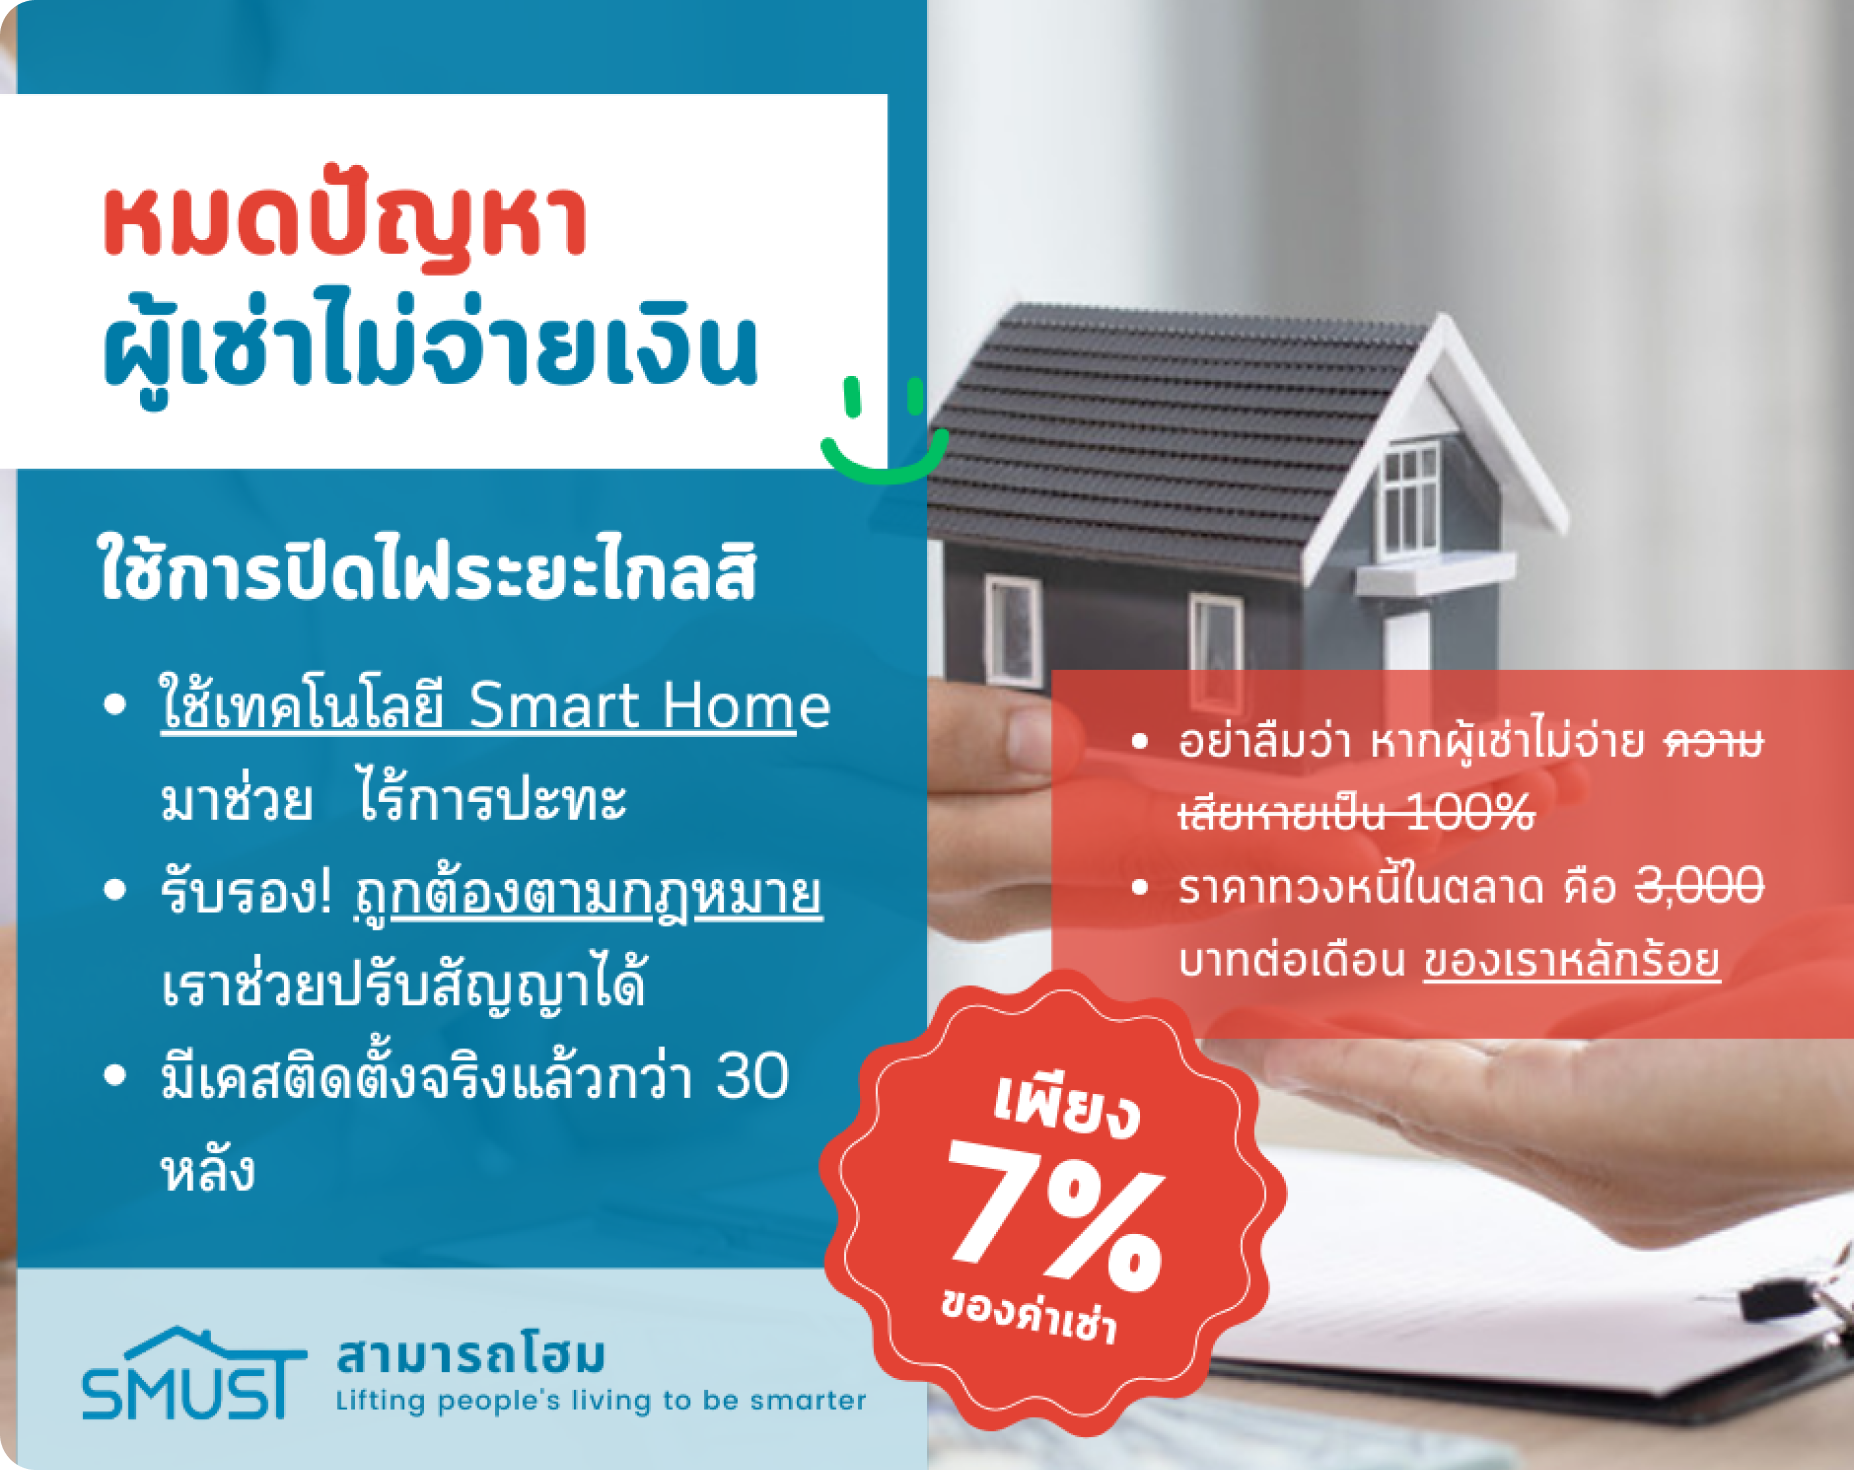 หมดปัญหา
ผู้เช่าไม่จ่ายเงิน
ใช้การปิดไฟระยะไกลสิ
• ใช้เทคโนโลยี Smart Home
มาช่วย ไร้การปะทะ
• รับรอง! ถูกต้องตามกฎหมาย
เราช่วยปรับสัญญาได้
• มีเคสติดตั้งจริงแล้วกว่า 30
หลัง
• อย่าลืมว่า หากผู้เช่าไม่จ่าย ความ
เสียหายเป็น 100%
• ราคาทวงหนี้ในตลาด คือ 3,000
บาทต่อเดือน ของเราหลักร้อย
เพียง
7%
ของค่าเช่า
SMUST
สามารถโฮม
Lifting people's living to be smarter